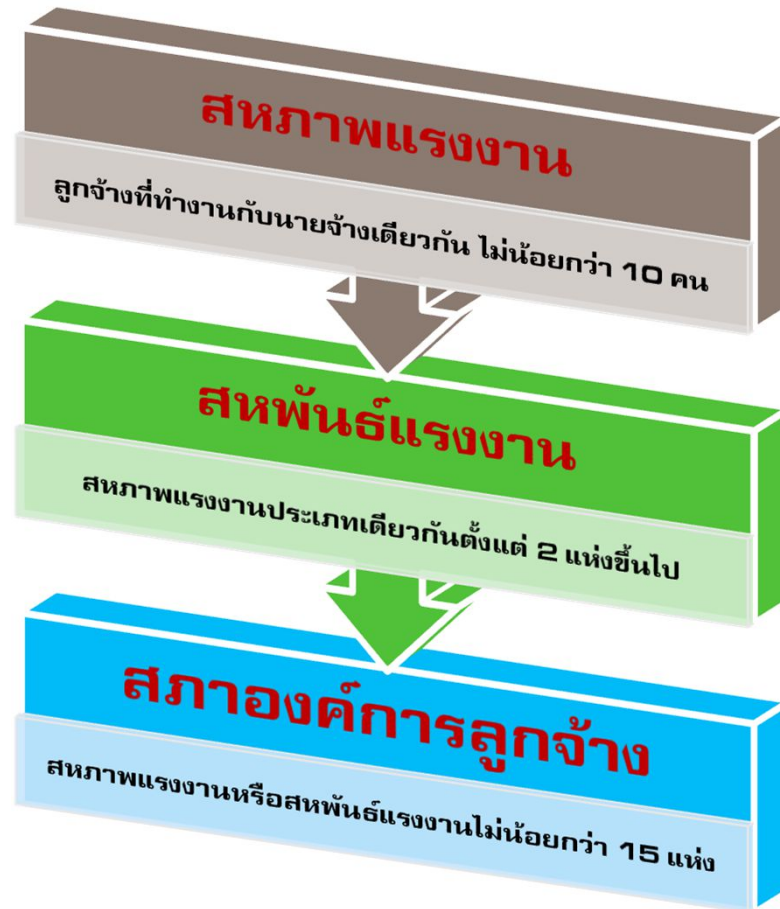 สหภาพแรงงาน
ลูกจ้างที่ทำงานกับนายจ้างเดียวกัน ไม่น้อยกว่า 10 คน
สหพันธ์แรงงาน
สหภาพแรงงานประเภทเดียวกันตั้งแต่ 2 แห่งขึ้นไป
สภาองค์การลูกจ้าง
สหภาพแรงงานหรือสหพันธ์แรงงานไม่น้อยกว่า 15 แห่ง